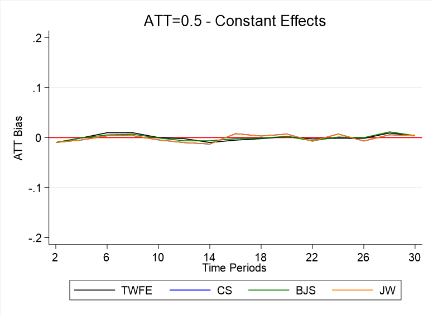 ATT=0.5 - Constant Effects
ATT Bias
.2
.1
0
-.1
-.2
2 6 10 14 18 22 26 30
Time Periods
TWFE CS BJS JW